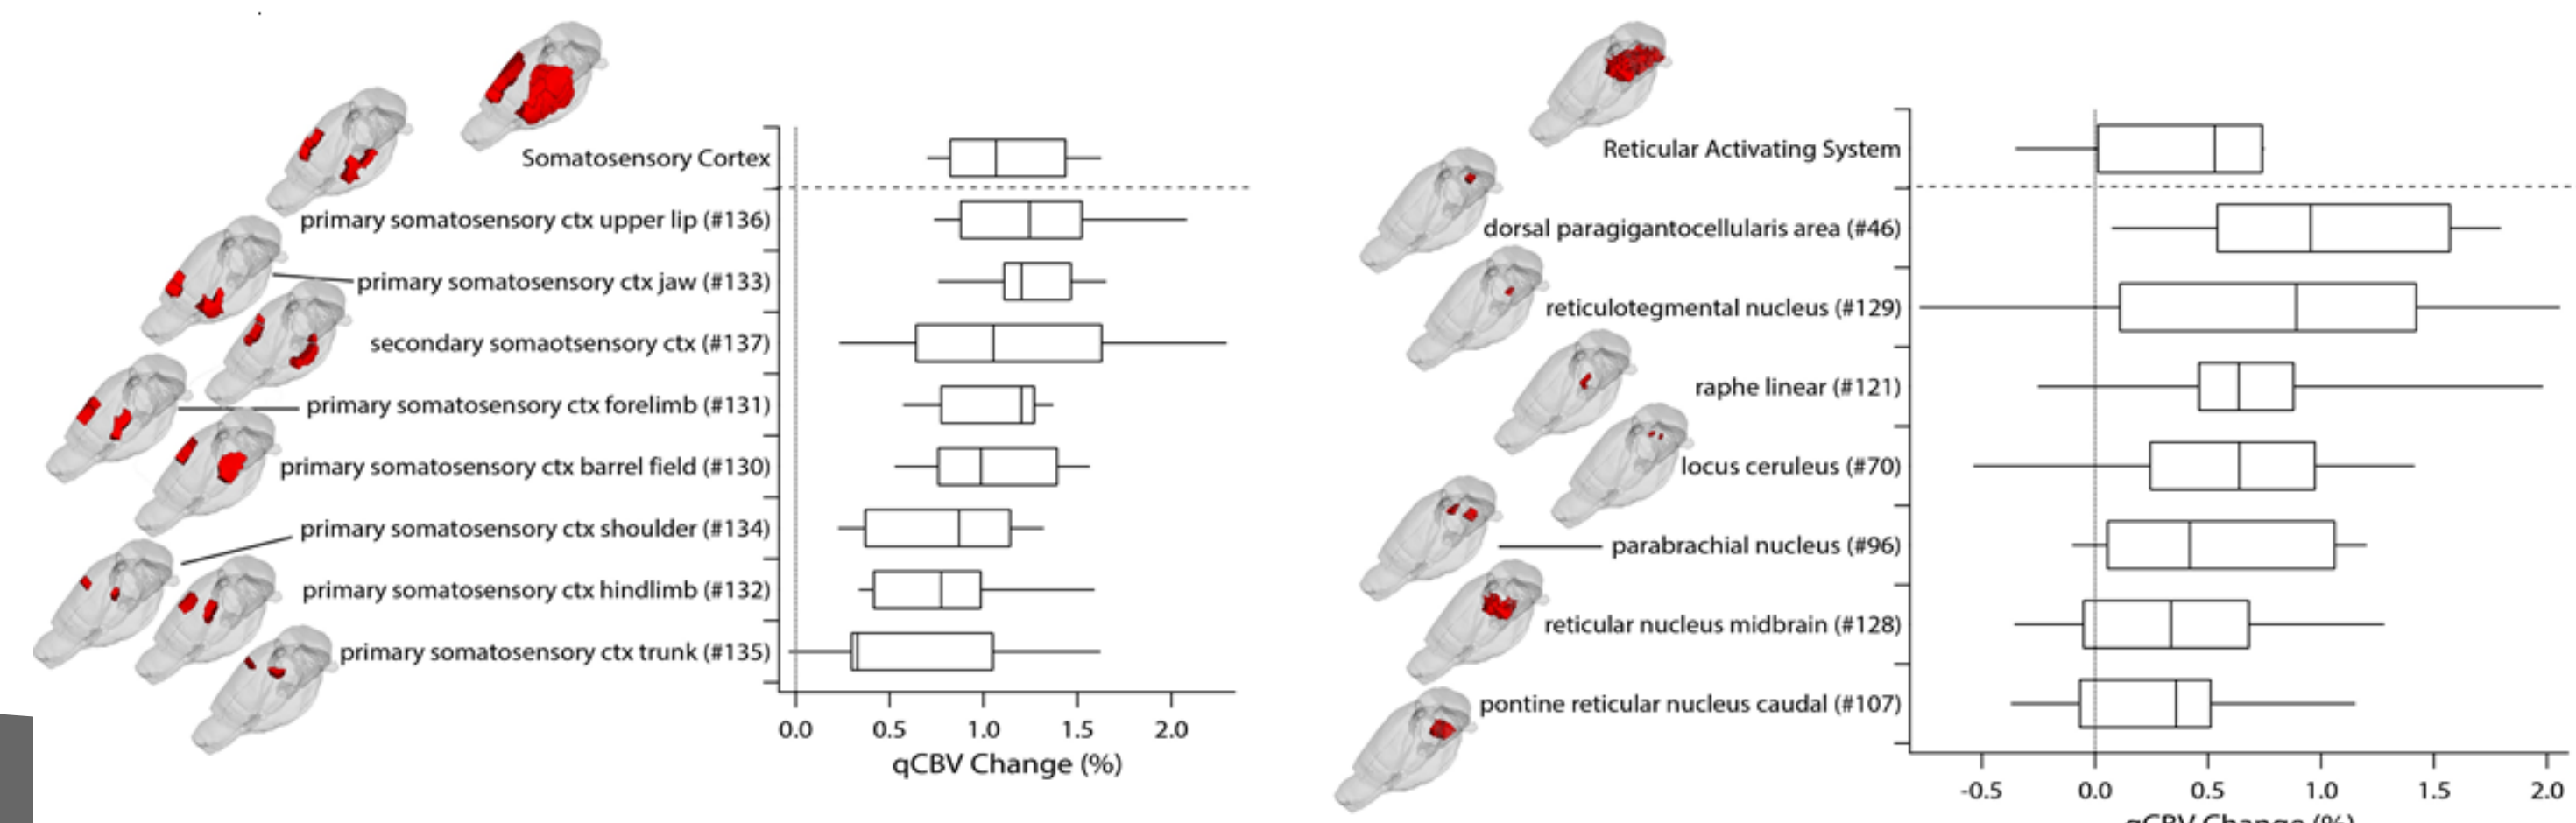 Somatosensory Cortex
primary somatosensory ctx upper lip (#136)
primary somatosensory ctx jaw (#133)
secondary somaotsensory ctx (#137)
primary somatosensory ctx forelimb (#131)
primary somatosensory ctx barrel field (#130)
primary somatosensory ctx shoulder (#134)
primary somatosensory ctx hindlimb (#132)
primary somatosensory ctx trunk (#135)
0.0 0.5 1.0 1.5 2.0
qCBV Change (%)
Reticular Activating System
dorsal paragigantocellularis area (#46)
reticulotegmental nucleus (#129)
raphe linear (#121)
locus ceruleus (#70)
parabrachial nucleus (#96)
reticular nucleus midbrain (#128)
pontine reticular nucleus caudal (#107)
-0.5 0.0 0.5 1.0 1.5 2.0
qCBV Change (%)